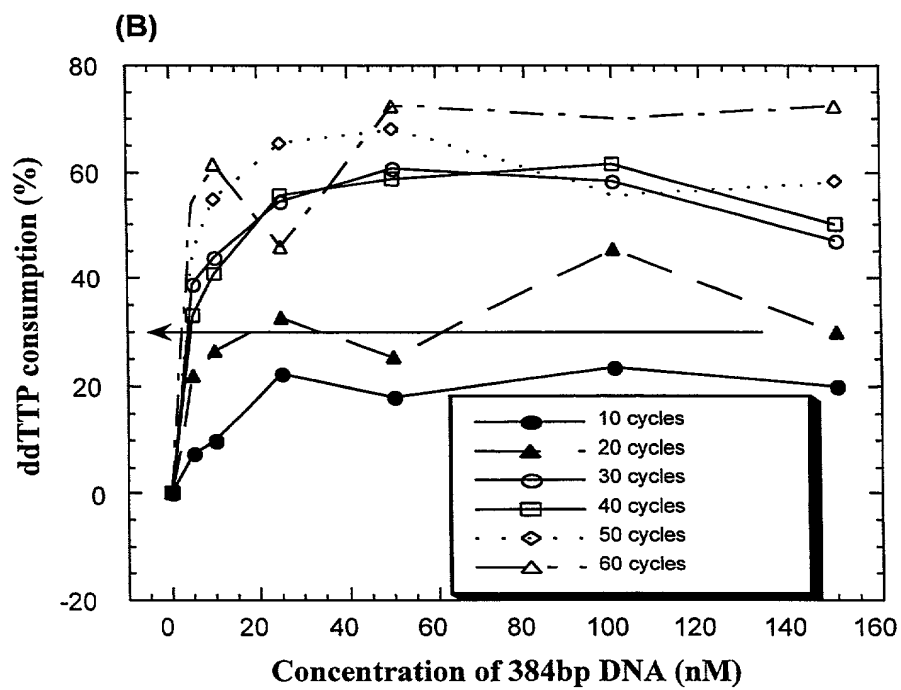 (B)
80
60
40
20
0
-20
ddTTP consumption (%)
10 cycles
20 cycles
30 cycles
40 cycles
50 cycles
60 cycles
0 20 40 60 80 100 120 140 160
Concentration of 384bp DNA (nM)